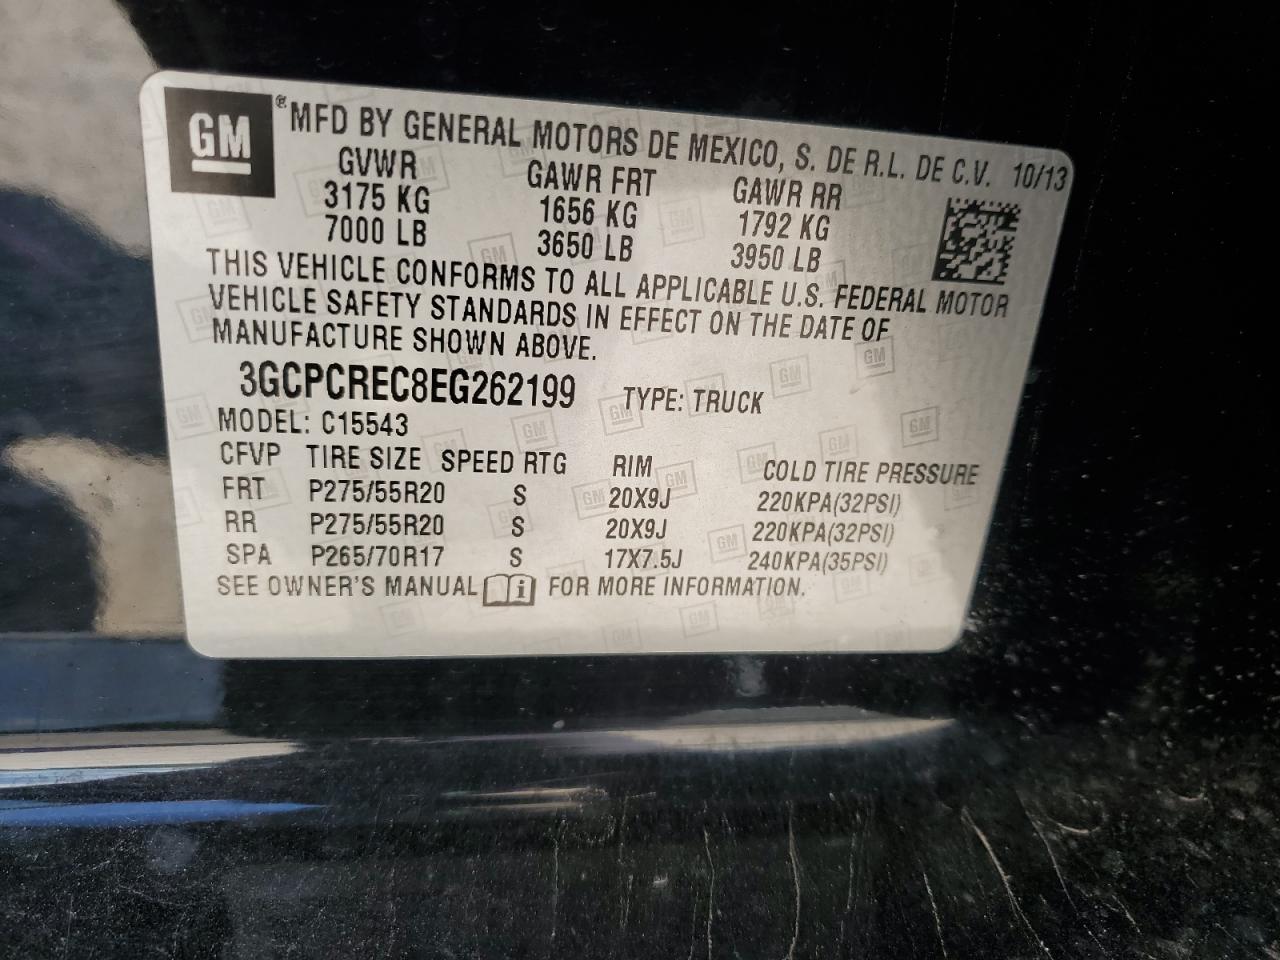 GM ® MFD BY GENERAL MOTORS DE MEXICO, S. DE R.L. DE C.V. 10/13
GVWR GAWR FRT GAWR RR
3175 KG 1656 KG 1792 KG
7000 LB 3650 LB 3950 LB
THIS VEHICLE CONFORMS TO ALL APPLICABLE U.S. FEDERAL MOTOR
VEHICLE SAFETY STANDARDS IN EFFECT ON THE DATE OF
MANUFACTURE SHOWN ABOVE.
3GCPCREC8EG262199 TYPE: TRUCK
MODEL: C15543
CFVP TIRE SIZE SPEED RTG RIM COLD TIRE PRESSURE
FRT P275/55R20 S 20X9J 220KPA(32PSI)
RR P275/55R20 S 20X9J 220KPA(32PSI)
SPA P265/70R17 S 17X7.5J 240KPA(35PSI)
SEE OWNER'S MANUAL i FOR MORE INFORMATION.